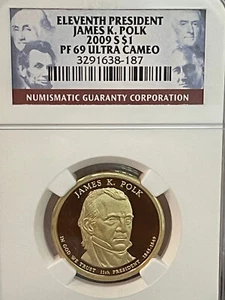 ELEVENTH PRESIDENT
JAMES K. POLK
2009 S $1
PF 69 ULTRA CAMEO
3291638-187
NUMISMATIC GUARANTY CORPORATION
JAMES K. POLK
IN GOD WE TRUST 11th PRESIDENT 1845-1849